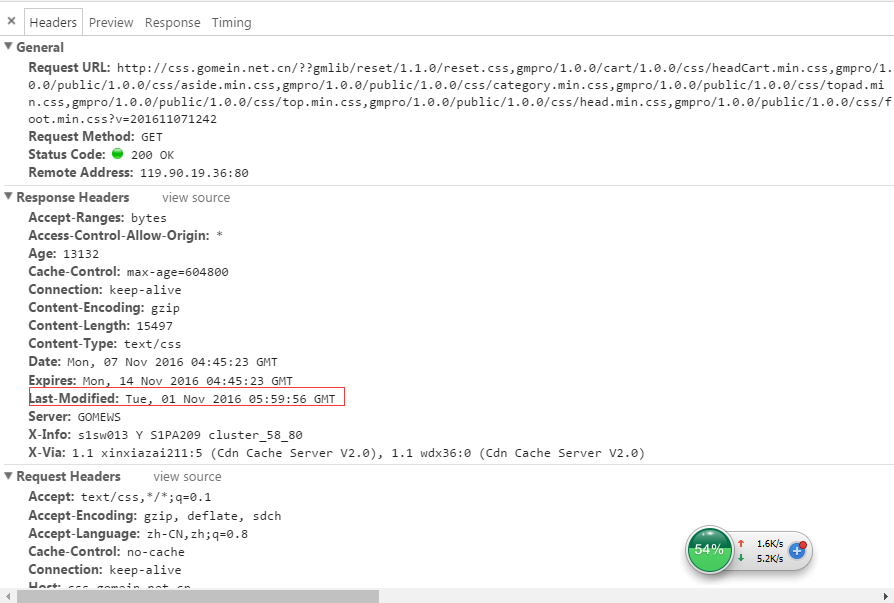 × Headers Preview Response Timing
▼ General
Request URL: http://css.gomein.net.cn/??gmlib/reset/1.1.0/reset.css,gmpro/1.0.0/cart/1.0.0/css/headCart.min.css,gmpro/1.
0.0/public/1.0.0/css/aside.min.css,gmpro/1.0.0/public/1.0.0/css/category.min.css,gmpro/1.0.0/public/1.0.0/css/topad.mi
n.css,gmpro/1.0.0/public/1.0.0/css/top.min.css,gmpro/1.0.0/public/1.0.0/css/head.min.css,gmpro/1.0.0/public/1.0.0/css/f
oot.min.css?v=201611071242
Request Method: GET
Status Code: 200 OK
Remote Address: 119.90.19.36:80
▼ Response Headers view source
Accept-Ranges: bytes
Access-Control-Allow-Origin: *
Age: 13132
Cache-Control: max-age=604800
Connection: keep-alive
Content-Encoding: gzip
Content-Length: 15497
Content-Type: text/css
Date: Mon, 07 Nov 2016 04:45:23 GMT
Expires: Mon, 14 Nov 2016 04:45:23 GMT
Last-Modified: Tue, 01 Nov 2016 05:59:56 GMT
Server: GOMEWS
X-Info: s1sw013 Y S1PA209 cluster_58_80
X-Via: 1.1 xinxiazai211:5 (Cdn Cache Server V2.0), 1.1 wdx36:0 (Cdn Cache Server V2.0)
▼ Request Headers view source
Accept: text/css,*/*;q=0.1
Accept-Encoding: gzip, deflate, sdch
Accept-Language: zh-CN,zh;q=0.8
Cache-Control: no-cache
Connection: keep-alive
Host: css.gomein.net.cn
54% 1.6K/s
5.2K/s